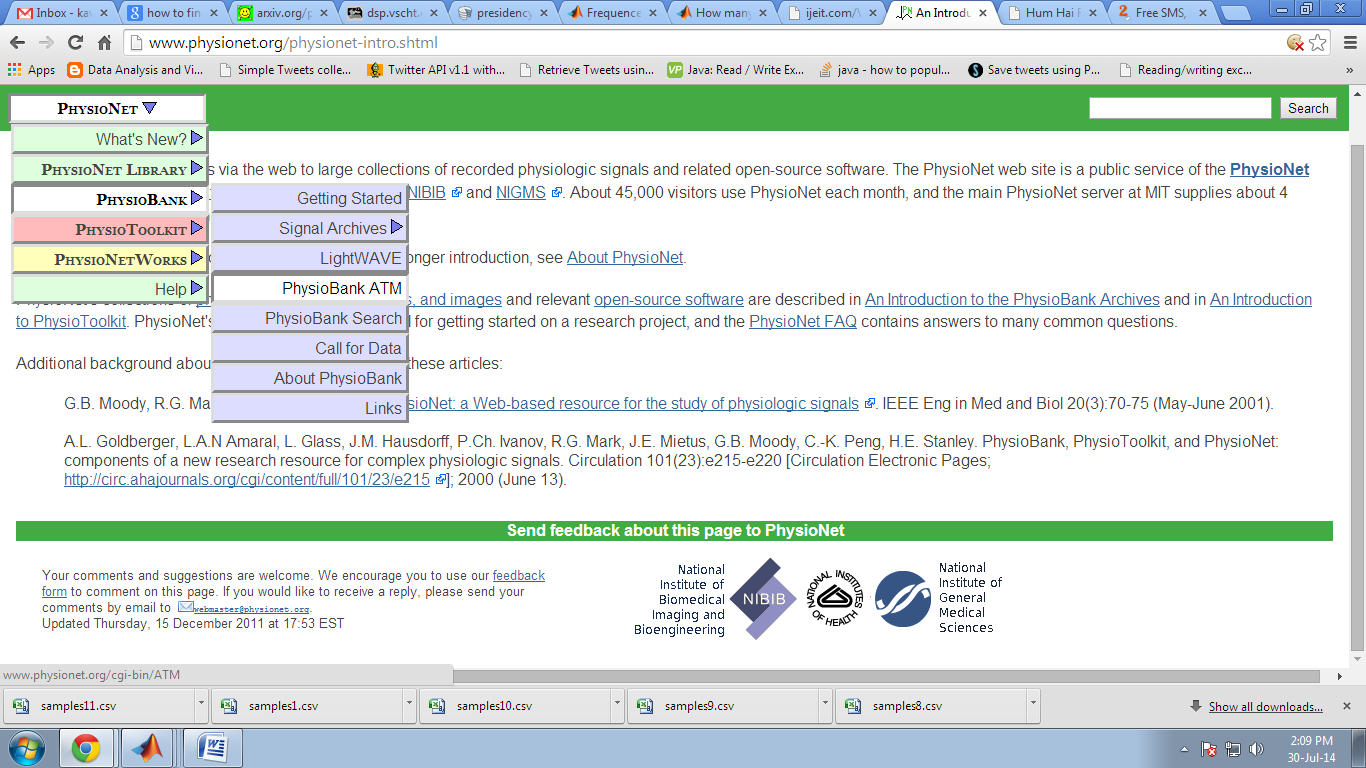 Inbox - kav
how to fin
arxiv.org/p
dsp.vscht.
presidency
Frequence
How many
ijeit.com/V
An Introdu
Hum Hai R
Free SMS,
www.physionet.org/physionet-intro.shtml
Apps
Data Analysis and Vi...
Simple Tweets colle...
Twitter API v1.1 with...
Retrieve Tweets usin...
Java: Read / Write Ex...
java - how to popul...
Save tweets using P...
Reading/writing exc...
»
PhysioNet
Search
What's New?
PhysioNet Library
PhysioBank
PhysioToolkit
PhysioNetWorks
Help
Getting Started
Signal Archives
LightWAVE
PhysioBank ATM
PhysioBank Search
Call for Data
About PhysioBank
Links
s via the web to large collections of recorded physiologic signals and related open-source software. The PhysioNet web site is a public service of the PhysioNet
NIBIB and NIGMS . About 45,000 visitors use PhysioNet each month, and the main PhysioNet server at MIT supplies about 4
onger introduction, see About PhysioNet.
s, and images and relevant open-source software are described in An Introduction to the PhysioBank Archives and in An Introduction
to PhysioToolkit. PhysioNet's d for getting started on a research project, and the PhysioNet FAQ contains answers to many common questions.
Additional background abou these articles:
G.B. Moody, R.G. Ma sioNet: a Web-based resource for the study of physiologic signals . IEEE Eng in Med and Biol 20(3):70-75 (May-June 2001).
A.L. Goldberger, L.A.N Amaral, L. Glass, J.M. Hausdorff, P.Ch. Ivanov, R.G. Mark, J.E. Mietus, G.B. Moody, C.-K. Peng, H.E. Stanley. PhysioBank, PhysioToolkit, and PhysioNet:
components of a new research resource for complex physiologic signals. Circulation 101(23):e215-e220 [Circulation Electronic Pages;
http://circ.ahajournals.org/cgi/content/full/101/23/e215 ]; 2000 (June 13).
Send feedback about this page to PhysioNet
Your comments and suggestions are welcome. We encourage you to use our feedback
form to comment on this page. If you would like to receive a reply, please send your
comments by email to webmaster@physionet.org.
Updated Thursday, 15 December 2011 at 17:53 EST
National
Institute of
Biomedical
Imaging and
Bioengineering
NIBIB
NATIONAL INSTITUTES OF HEALTH
National
Institute of
General
Medical
Sciences
www.physionet.org/cgi-bin/ATM
samples11.csv
samples1.csv
samples10.csv
samples9.csv
samples8.csv
Show all downloads...
2:09 PM
30-Jul-14